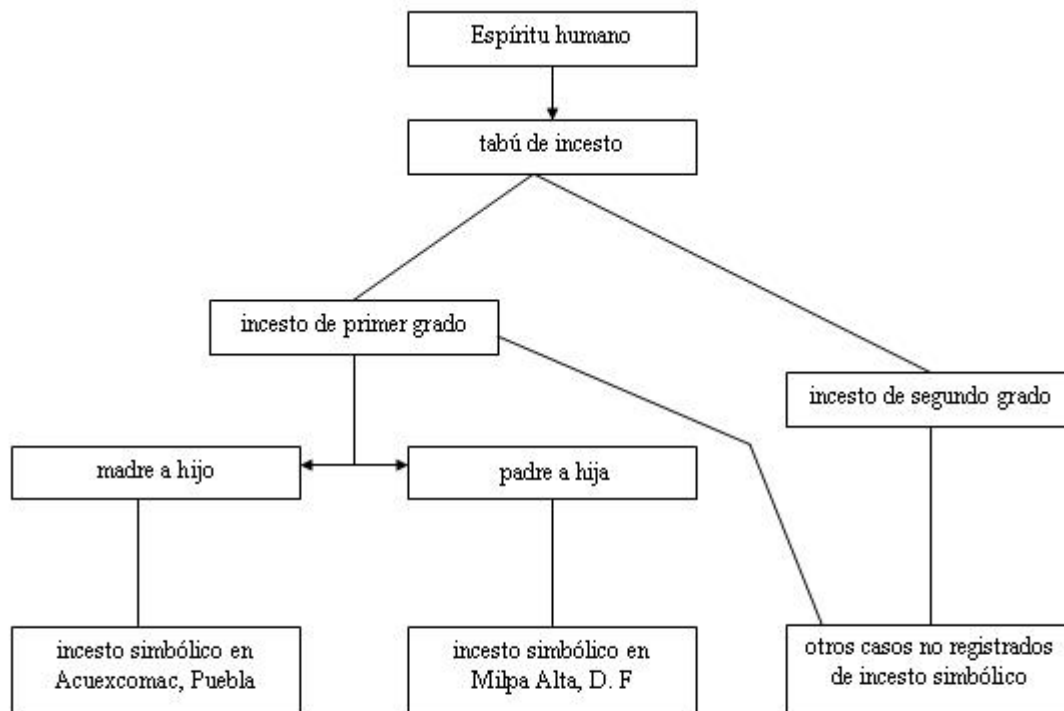 Espíritu humano
tabú de incesto
incesto de primer grado
incesto de segundo grado
madre a hijo
padre a hija
incesto simbólico en
Acuexcomac, Puebla
incesto simbólico en
Milpa Alta, D. F
otros casos no registrados
de incesto simbólico